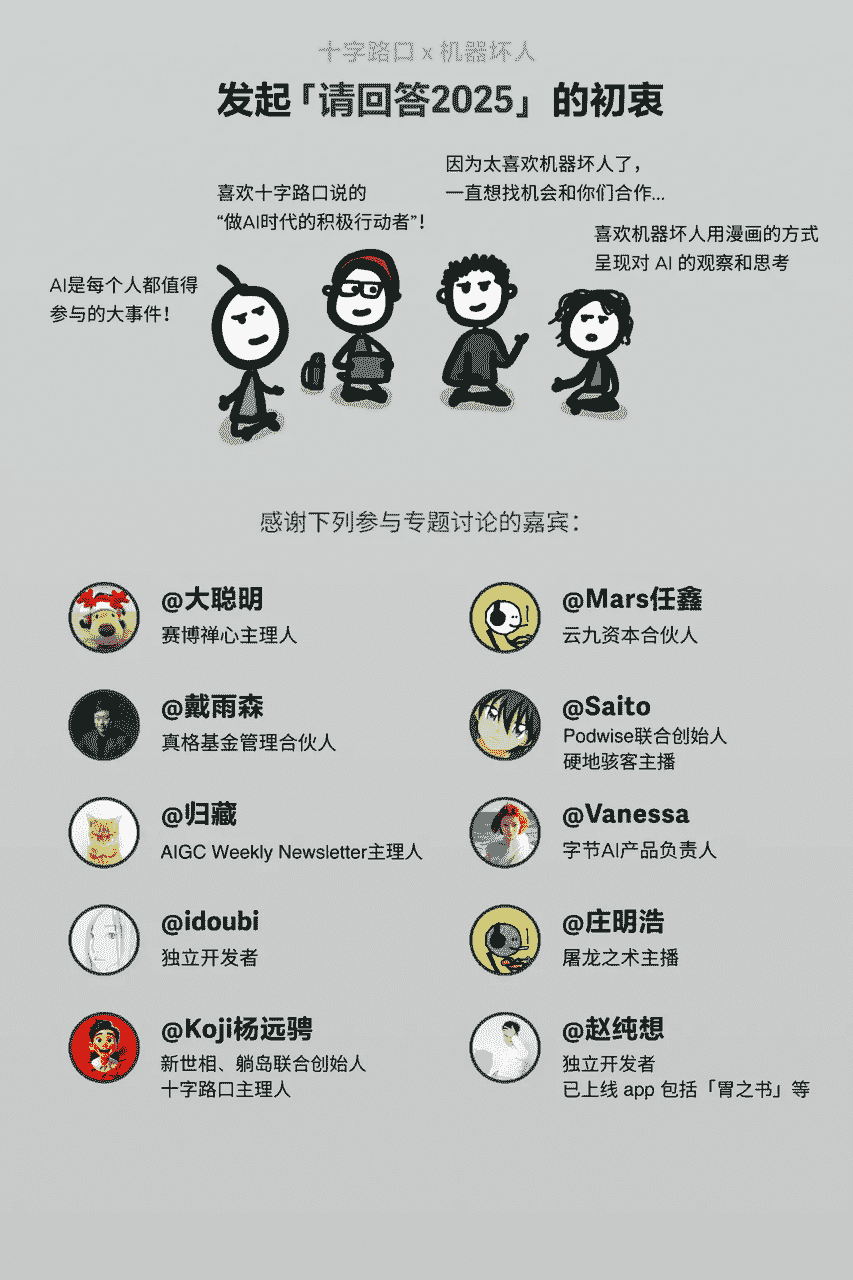 十字路口 x 机器坏人
发起「请回答2025」的初衷
因为太喜欢机器坏人了，
一直想找机会和你们合作...
喜欢十字路口说的
“做AI时代的积极行动者”！
喜欢机器坏人用漫画的方式
呈现对 AI 的观察和思考
AI是每个人都值得
参与的大事件！
感谢下列参与专题讨论的嘉宾：
@大聪明
赛博禅心主理人
@Mars任鑫
云九资本合伙人
@戴雨森
真格基金管理合伙人
@Saito
Podwise联合创始人
硬地骇客主播
@归藏
AIGC Weekly Newsletter主理人
@Vanessa
字节AI产品负责人
@idoubi
独立开发者
@庄明浩
屠龙之术主播
@Koji杨远骋
新世相、躺岛联合创始人
十字路口主理人
@赵纯想
独立开发者
已上线 app 包括「胃之书」等